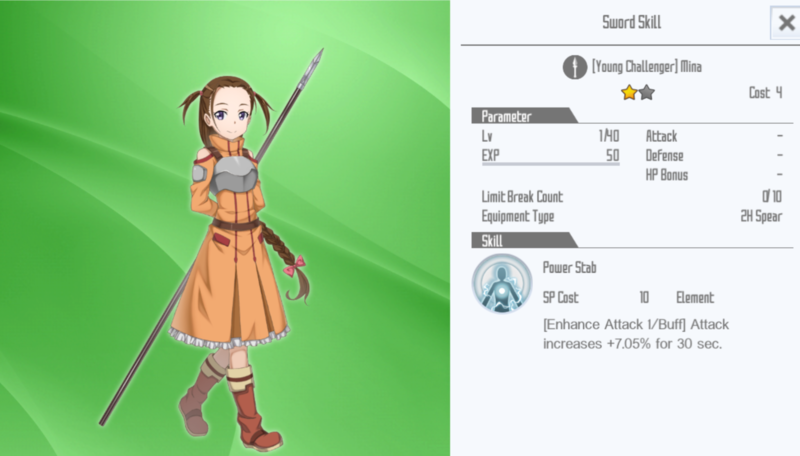 Sword Skill
[Young Challenger] Mina
Cost 4
Parameter
Lv 1/40 Attack -
EXP 50 Defense -
HP Bonus -
Limit Break Count 0/10
Equipment Type 2H Spear
Skill
Power Stab
SP Cost 10 Element
[Enhance Attack 1/Buff] Attack
increases +7.05% for 30 sec.